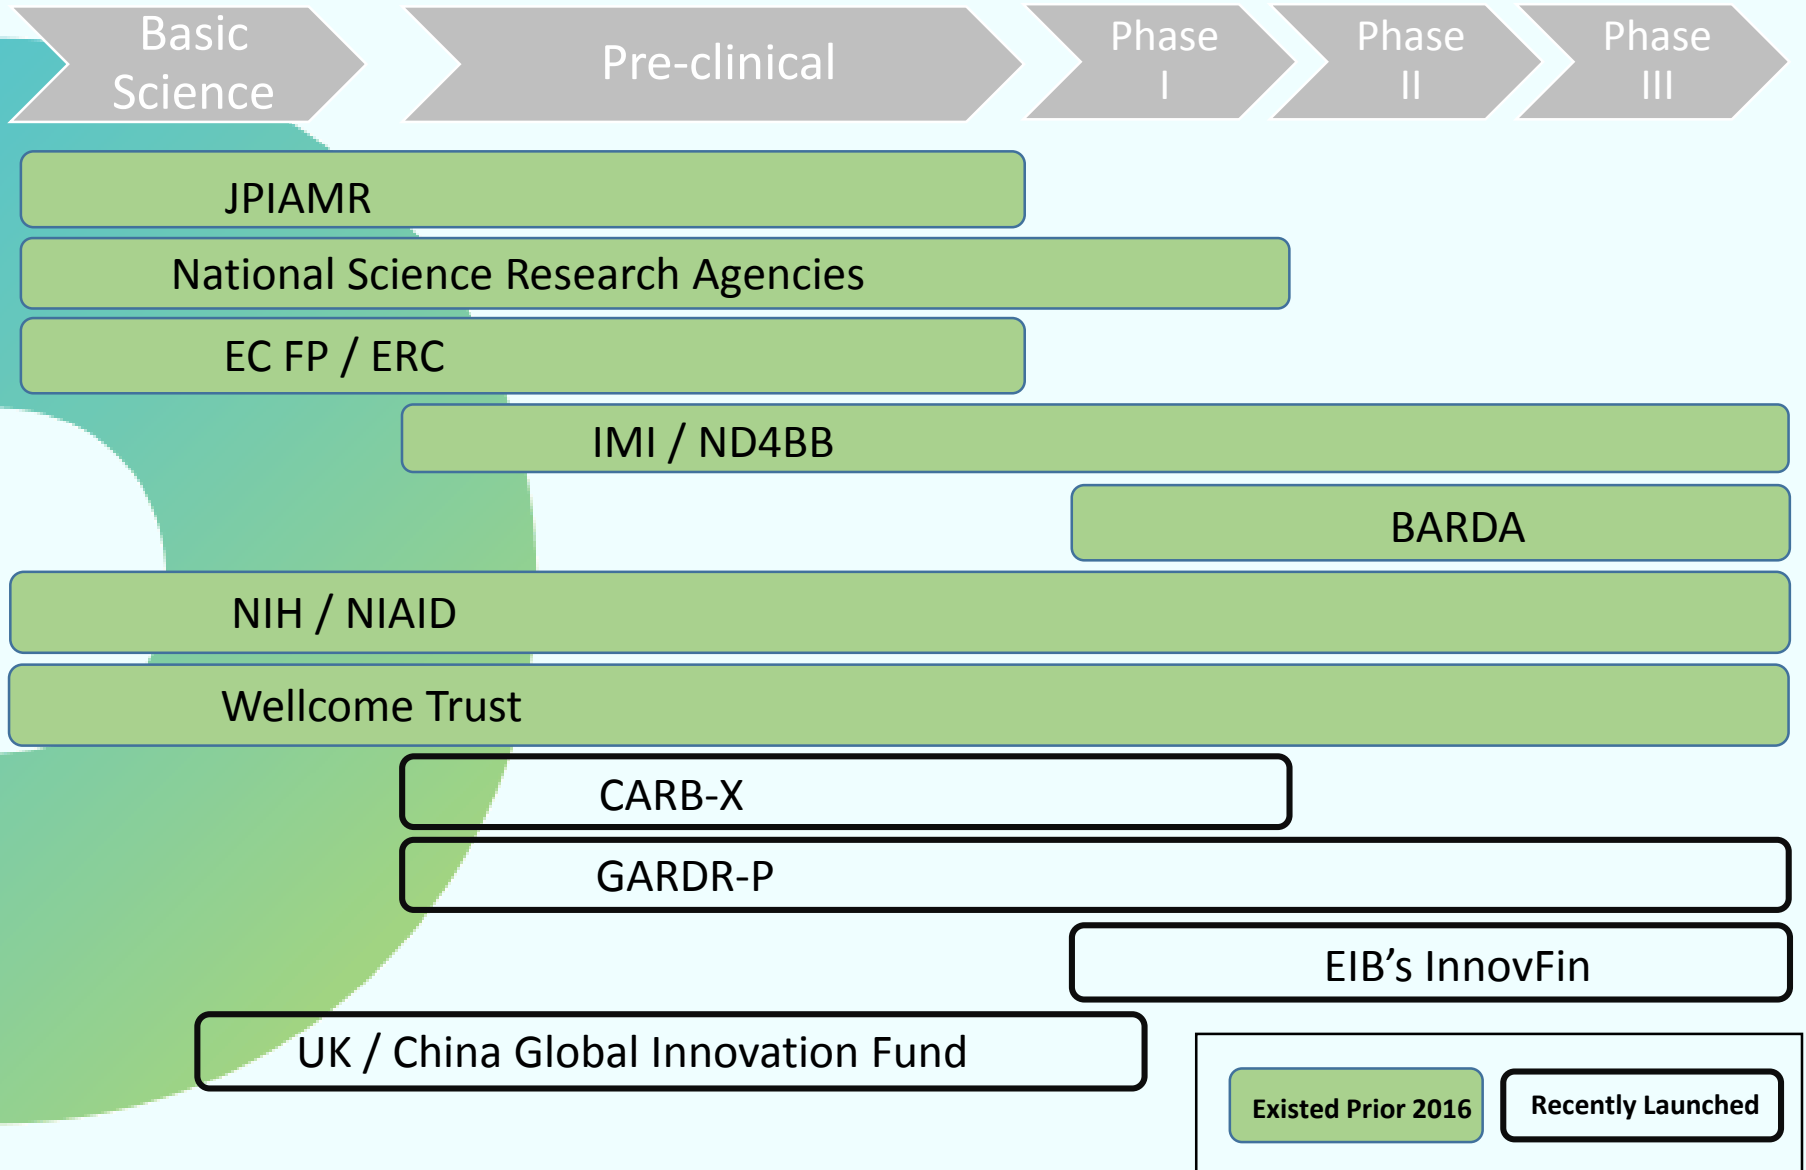 Basic
Science
Pre-clinical
Phase
I
Phase
II
Phase
III
JPIAMR
National Science Research Agencies
EC FP / ERC
IMI / ND4BB
BARDA
NIH / NIAID
Wellcome Trust
CARB-X
GARDR-P
EIB’s InnovFin
UK / China Global Innovation Fund
Existed Prior 2016
Recently Launched